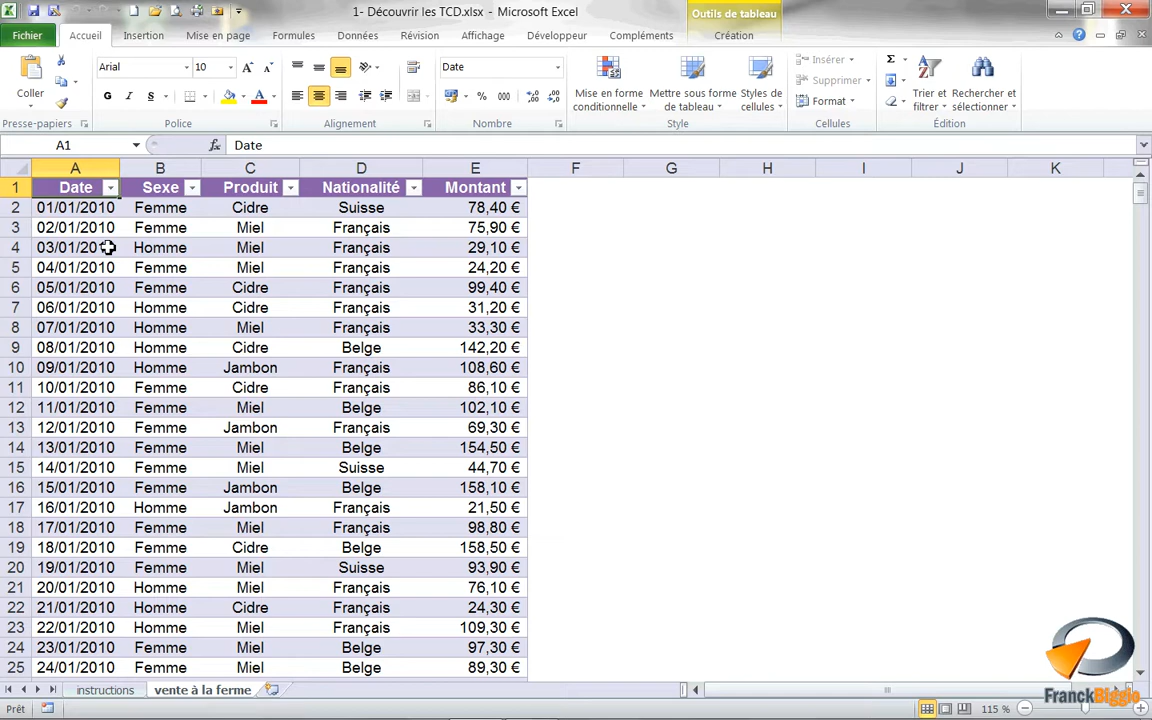 1- Découvrir les TCD.xlsx - Microsoft Excel
Outils de tableau
Fichier Accueil Insertion Mise en page Formules Données Révision Affichage Développeur Compléments Création
Coller
Presse-papiers
Arial 10
G I S
Police
Alignement
Date
% 000
Nombre
Mise en forme conditionnelle
Mettre sous forme de tableau
Styles de cellules
Style
Insérer
Supprimer
Format
Cellules
Σ
Trier et filtrer
Rechercher et sélectionner
Édition
A1 fx Date
A B C D E F G H I J K
1 Date Sexe Produit Nationalité Montant
2 01/01/2010 Femme Cidre Suisse 78,40 €
3 02/01/2010 Femme Miel Français 75,90 €
4 03/01/2010 Homme Miel Français 29,10 €
5 04/01/2010 Femme Miel Français 24,20 €
6 05/01/2010 Femme Cidre Français 99,40 €
7 06/01/2010 Homme Cidre Français 31,20 €
8 07/01/2010 Homme Miel Français 33,30 €
9 08/01/2010 Homme Cidre Belge 142,20 €
10 09/01/2010 Homme Jambon Français 108,60 €
11 10/01/2010 Femme Cidre Français 86,10 €
12 11/01/2010 Femme Miel Belge 102,10 €
13 12/01/2010 Femme Jambon Français 69,30 €
14 13/01/2010 Femme Miel Belge 154,50 €
15 14/01/2010 Femme Miel Suisse 44,70 €
16 15/01/2010 Femme Jambon Belge 158,10 €
17 16/01/2010 Homme Jambon Français 21,50 €
18 17/01/2010 Femme Miel Français 98,80 €
19 18/01/2010 Femme Cidre Belge 158,50 €
20 19/01/2010 Femme Miel Suisse 93,90 €
21 20/01/2010 Homme Miel Français 76,10 €
22 21/01/2010 Homme Cidre Français 24,30 €
23 22/01/2010 Homme Miel Français 109,30 €
24 23/01/2010 Femme Miel Belge 97,30 €
25 24/01/2010 Femme Miel Belge 89,30 €
FranckBiggio
instructions vente à la ferme
Prêt 115 %